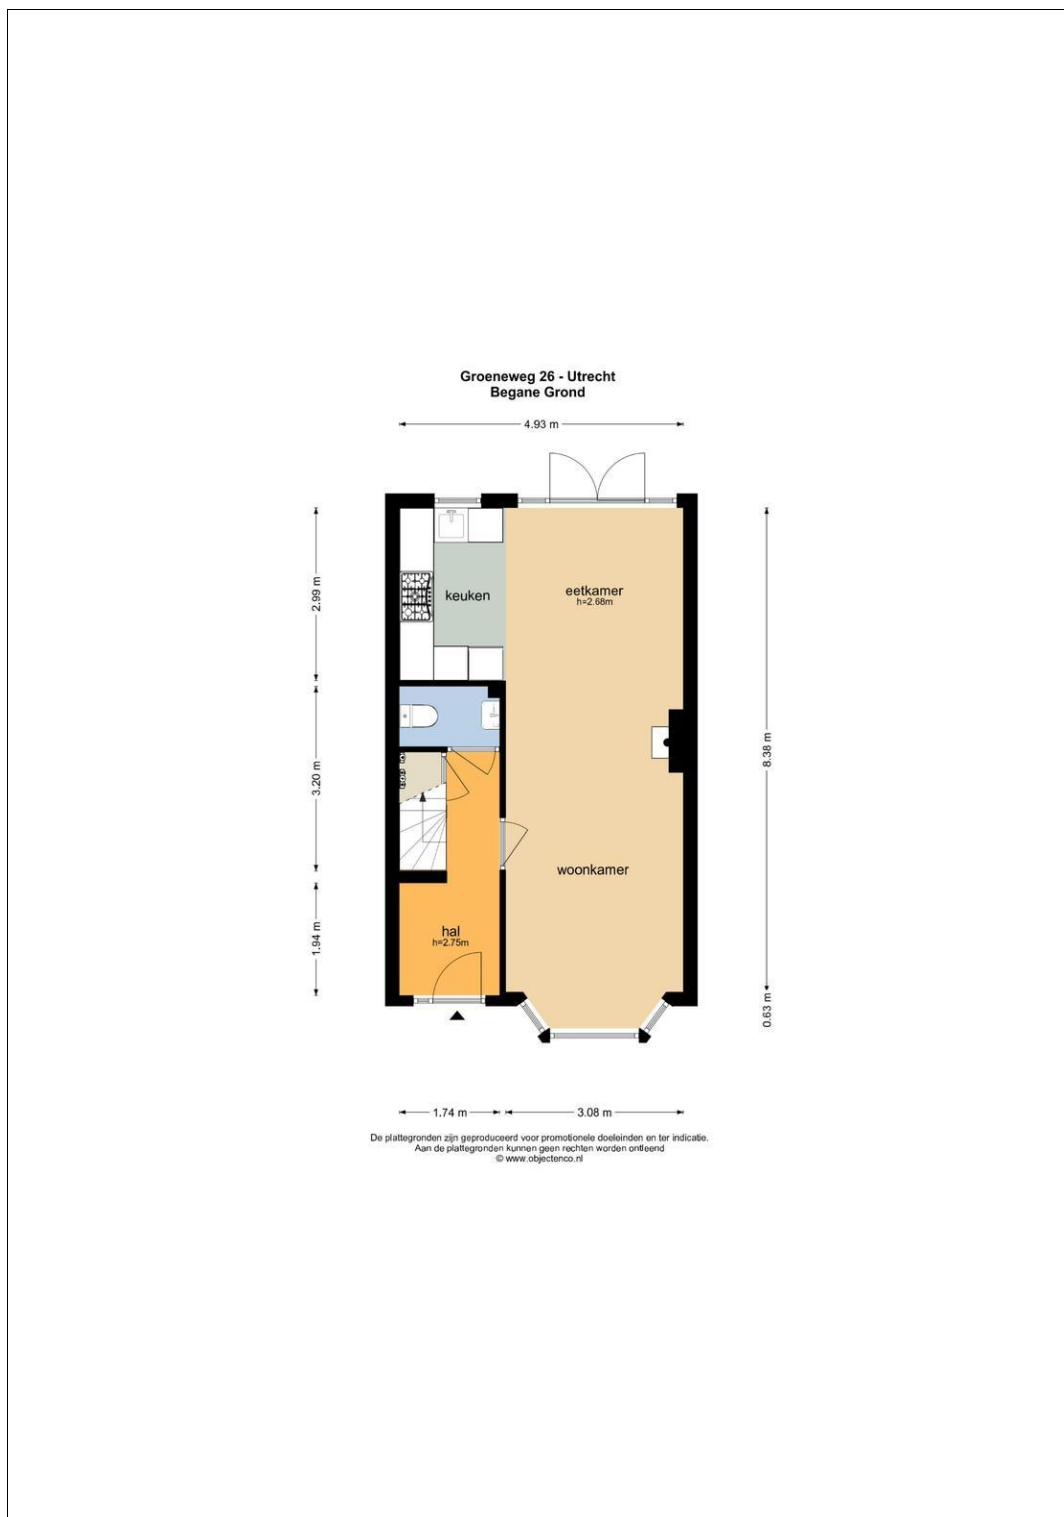 Groeneweg 26 - Utrecht
Begane Grond
4.93 m
2.99 m
keuken
eetkamer
h=2.68m
3.20 m
8.38 m
woonkamer
1.94 m
hal
h=2.75m
0.63 m
1.74 m
3.08 m
De plattegronden zijn geproduceerd voor promotionele doeleinden en ter indicatie.
Aan de plattegronden kunnen geen rechten worden ontleend
© www.objectenco.nl